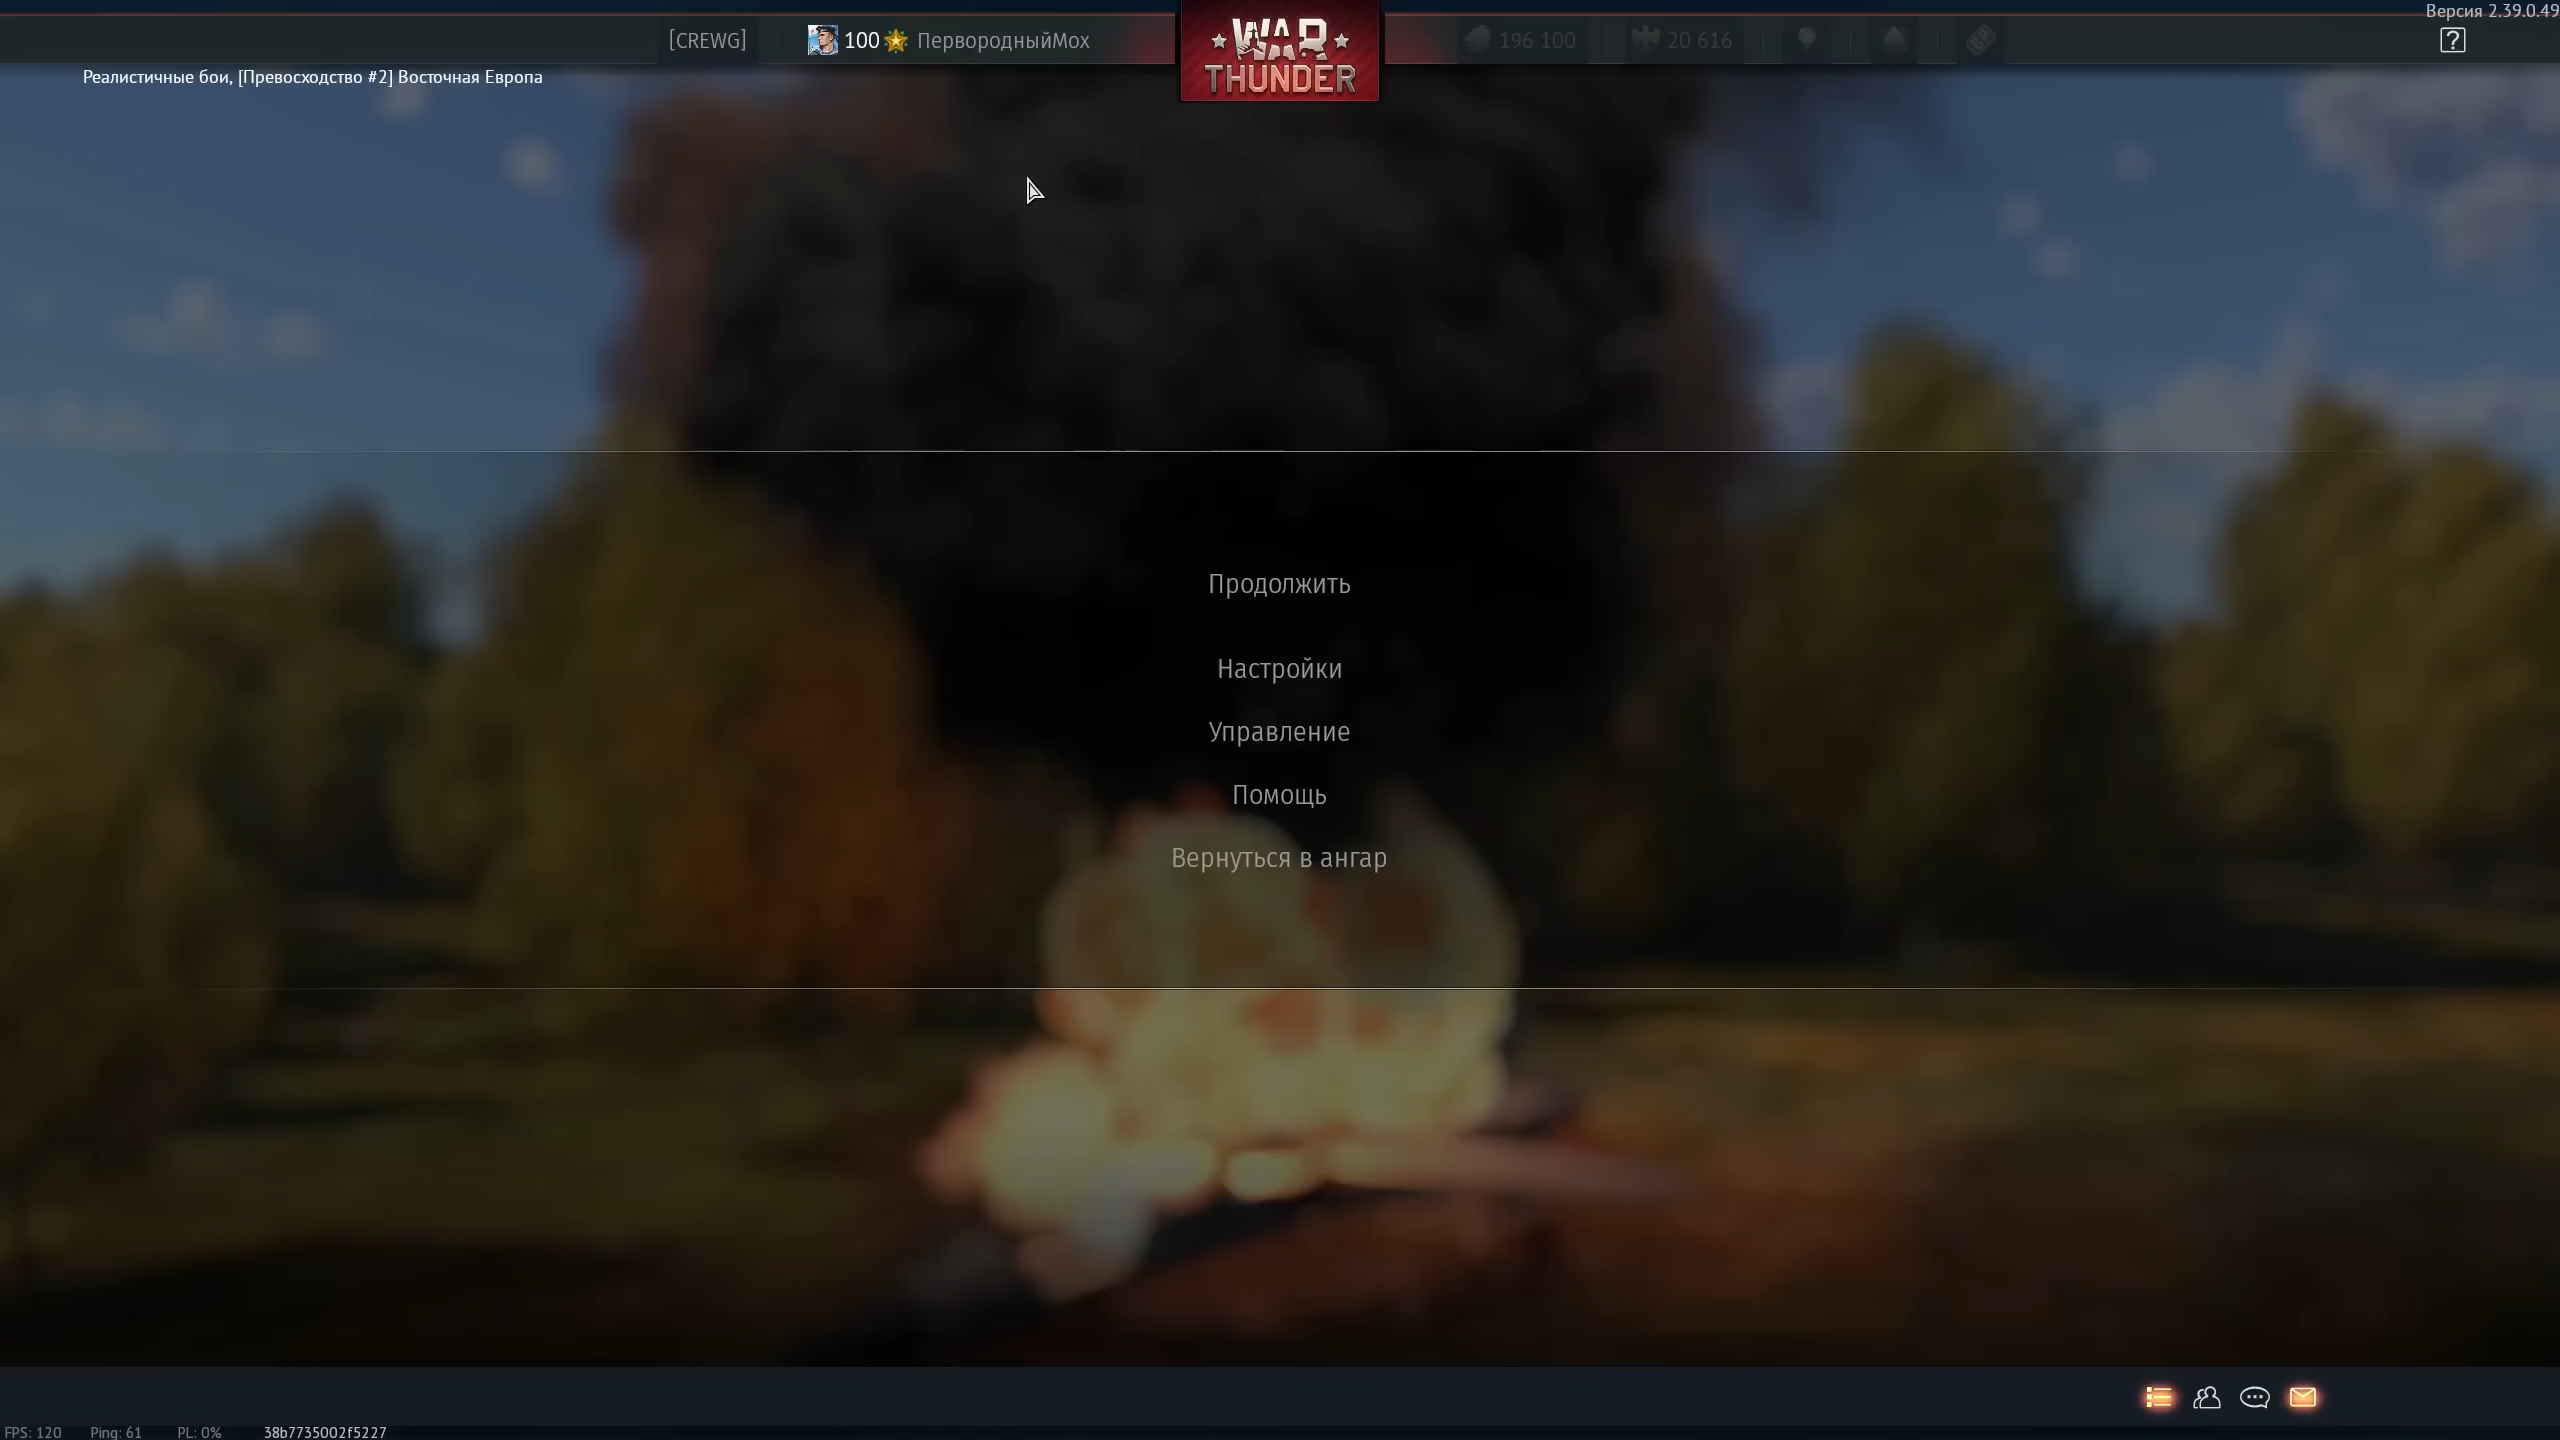 Версия 2.39.0.49
[CREWG]
100 ПервородныйМох
WAR THUNDER
196 100
20 616
BP
?
Реалистичные бои, [Превосходство #2] Восточная Европа
Продолжить
Настройки
Управление
Помощь
Вернуться в ангар
FPS: 120 Ping: 61 PL: 0% 38b7735002f5227